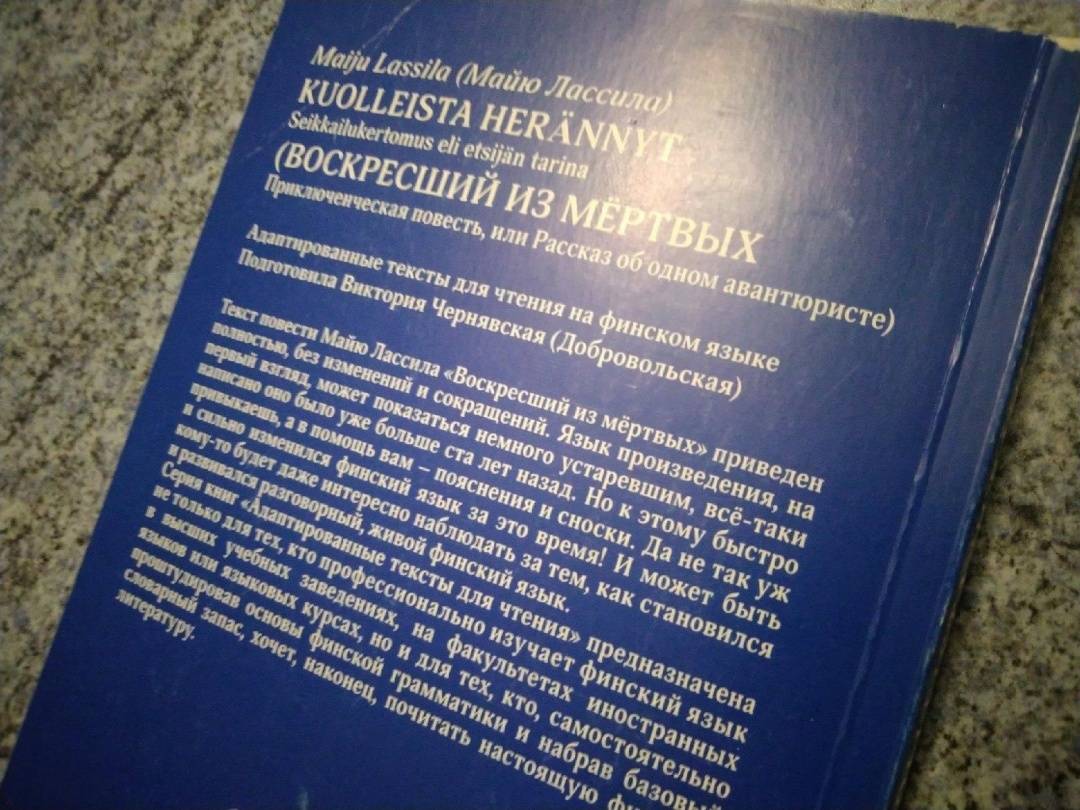 Maiju Lassila (Майю Лассила)
KUOLLEISTA HERÄNNYT
Seikkailukertomus eli etsijän tarina
(ВОСКРЕСШИЙ ИЗ МЁРТВЫХ
Приключенческая повесть, или Рассказ об одном авантюристе)
Адаптированные тексты для чтения на финском языке
Подготовила Виктория Чернявская (Добровольская)
Текст повести Майю Лассила «Воскресший из мёртвых» приведен
полностью, без изменений и сокращений. Язык произведения, на
первый взгляд, может показаться немного устаревшим, всё-таки
написано оно было уже больше ста лет назад. Но к этому быстро
привыкаешь, а в помощь вам – пояснения и сноски. Да не так уж
и сильно изменился финский язык за это время! И может быть
кому-то будет даже интересно наблюдать за тем, как становился
и развивался разговорный, живой финский язык.
Серия книг «Адаптированные тексты для чтения» предназначена
не только для тех, кто профессионально изучает финский язык
в высших учебных заведениях, на факультетах иностранных
языков или языковых курсах, но и для тех, кто, самостоятельно
проштудировав основы финской грамматики и набрав базовый
словарный запас, хочет, наконец, почитать настоящую
литературу.